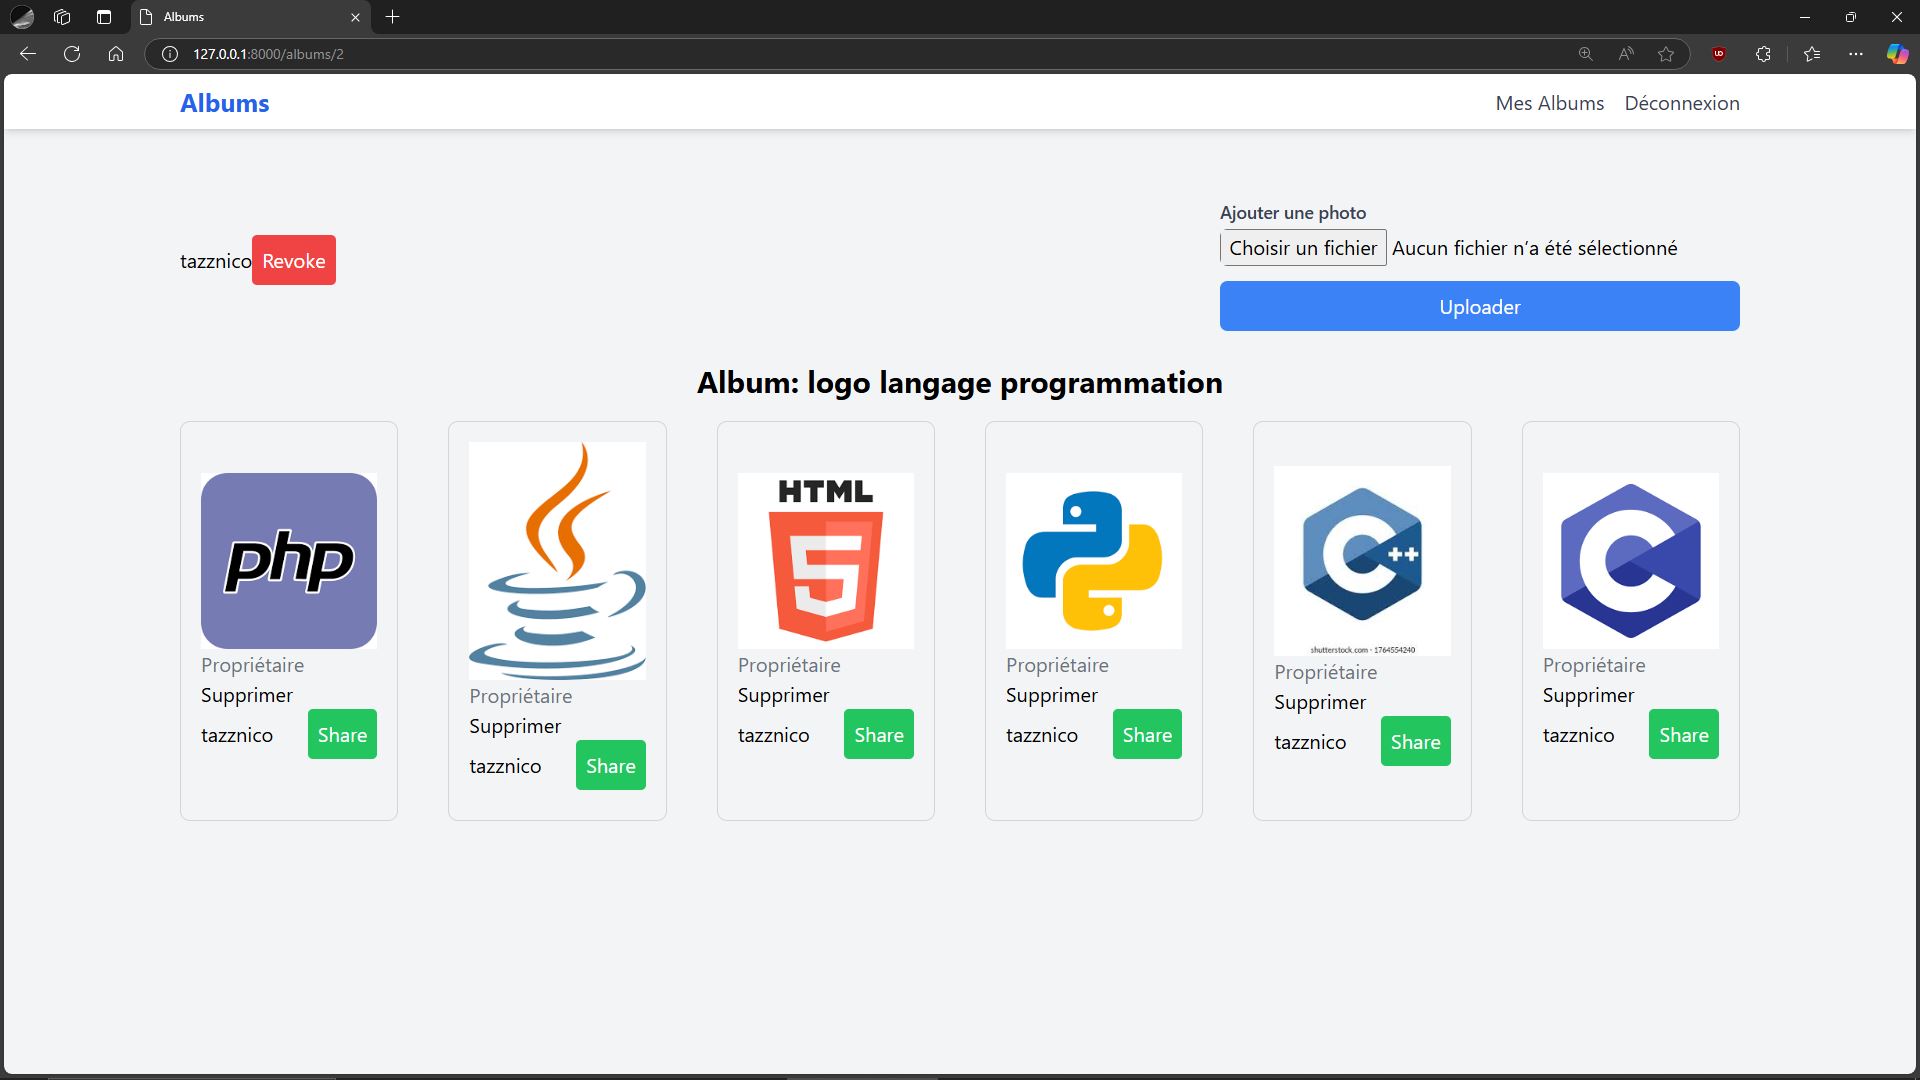 Albums
127.0.0.1:8000/albums/2
Albums
Mes Albums
Déconnexion
tazznico
Revoke
Ajouter une photo
Choisir un fichier
Aucun fichier n'a été sélectionné
Uploader
Album: logo langage programmation
php
Propriétaire
Supprimer
tazznico
Share
Propriétaire
Supprimer
tazznico
Share
HTML
5
Propriétaire
Supprimer
tazznico
Share
Propriétaire
Supprimer
tazznico
Share
C++
shutterstock.com · 1764554240
Propriétaire
Supprimer
tazznico
Share
C
Propriétaire
Supprimer
tazznico
Share